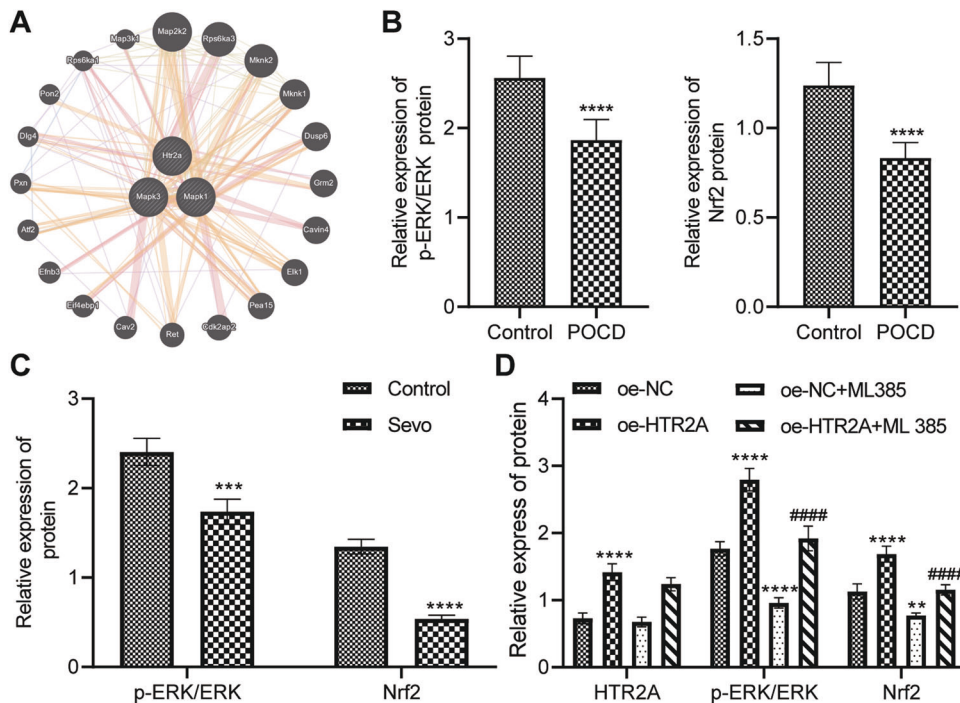 A
Map2k2
Rps6ka3
Mknk2
Mknk1
Dusp6
Grm2
Cavin4
Elk1
Pea15
Cdk2ap2
Ret
Cav2
Eif4ebp1
Efnb3
Atf2
Pxn
Dlg4
Pon2
Rps6ka1
Map3k1
Htr2a
Mapk3
Mapk1
B
Relative expression of
p-ERK/ERK protein
3
2
1
0
****
Control
POCD
Relative expression of
Nrf2 protein
1.5
1.0
0.5
0.0
****
Control
POCD
C
Control
Sevo
Relative expression of
protein
3
2
1
0
***
****
p-ERK/ERK
Nrf2
D
oe-NC
oe-HTR2A
oe-NC+ML385
oe-HTR2A+ML 385
Relative express of protein
4
3
2
1
0
****
****
****
####
****
**
####
HTR2A
p-ERK/ERK
Nrf2